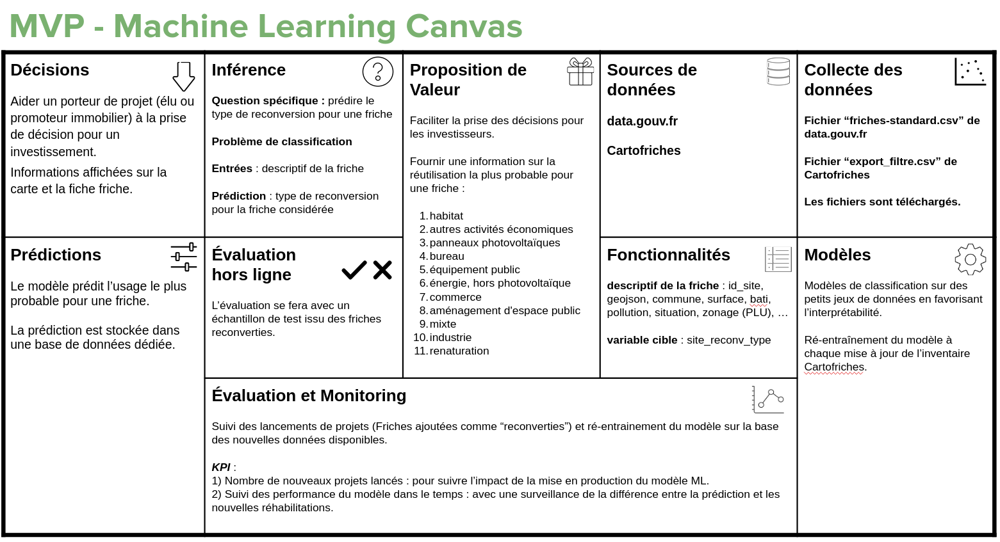 MVP - Machine Learning Canvas
Décisions
Aider un porteur de projet (élu ou
promoteur immobilier) à la prise
de décision pour un
investissement.
Informations affichées sur la
carte et la fiche friche.
Inférence
Question spécifique : prédire le
type de reconversion pour une friche
Problème de classification
Entrées : descriptif de la friche
Prédiction : type de reconversion
pour la friche considérée
Proposition de
Valeur
Faciliter la prise des décisions pour
les investisseurs.
Fournir une information sur la
réutilisation la plus probable pour
une friche :
1. habitat
2. autres activités économiques
3. panneaux photovoltaïques
4. bureau
5. équipement public
6. énergie, hors photovoltaïque
7. commerce
8. aménagement d'espace public
9. mixte
10. industrie
11. renaturation
Sources de
données
data.gouv.fr
Cartofriches
Collecte des
données
Fichier “friches-standard.csv” de
data.gouv.fr
Fichier “export_filtre.csv” de
Cartofriches
Les fichiers sont téléchargés.
Prédictions
Le modèle prédit l’usage le plus
probable pour une friche.
La prédiction est stockée dans
une base de données dédiée.
Évaluation
hors ligne
L’évaluation se fera avec un
échantillon de test issu des friches
reconverties.
Fonctionnalités
descriptif de la friche : id_site,
geojson, commune, surface, bati,
pollution, situation, zonage (PLU), …
variable cible : site_reconv_type
Modèles
Modèles de classification sur des
petits jeux de données en favorisant
l’interprétabilité.
Ré-entraînement du modèle à
chaque mise à jour de l’inventaire
Cartofriches.
Évaluation et Monitoring
Suivi des lancements de projets (Friches ajoutées comme “reconverties”) et ré-entrainement du modèle sur la base
des nouvelles données disponibles.
KPI :
1) Nombre de nouveaux projets lancés : pour suivre l’impact de la mise en production du modèle ML.
2) Suivi des performance du modèle dans le temps : avec une surveillance de la différence entre la prédiction et les
nouvelles réhabilitations.